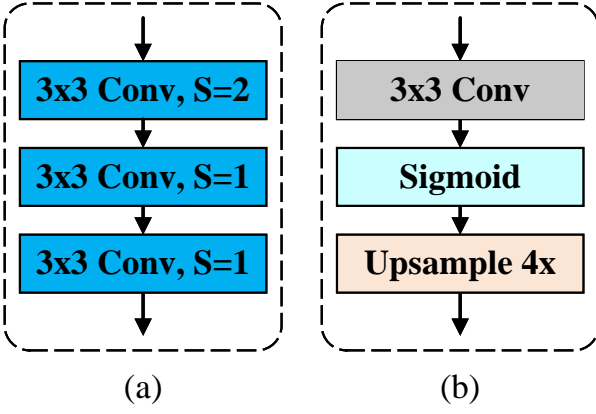 3x3 Conv, S=2
3x3 Conv, S=1
3x3 Conv, S=1
(a)
3x3 Conv
Sigmoid
Upsample 4x
(b)